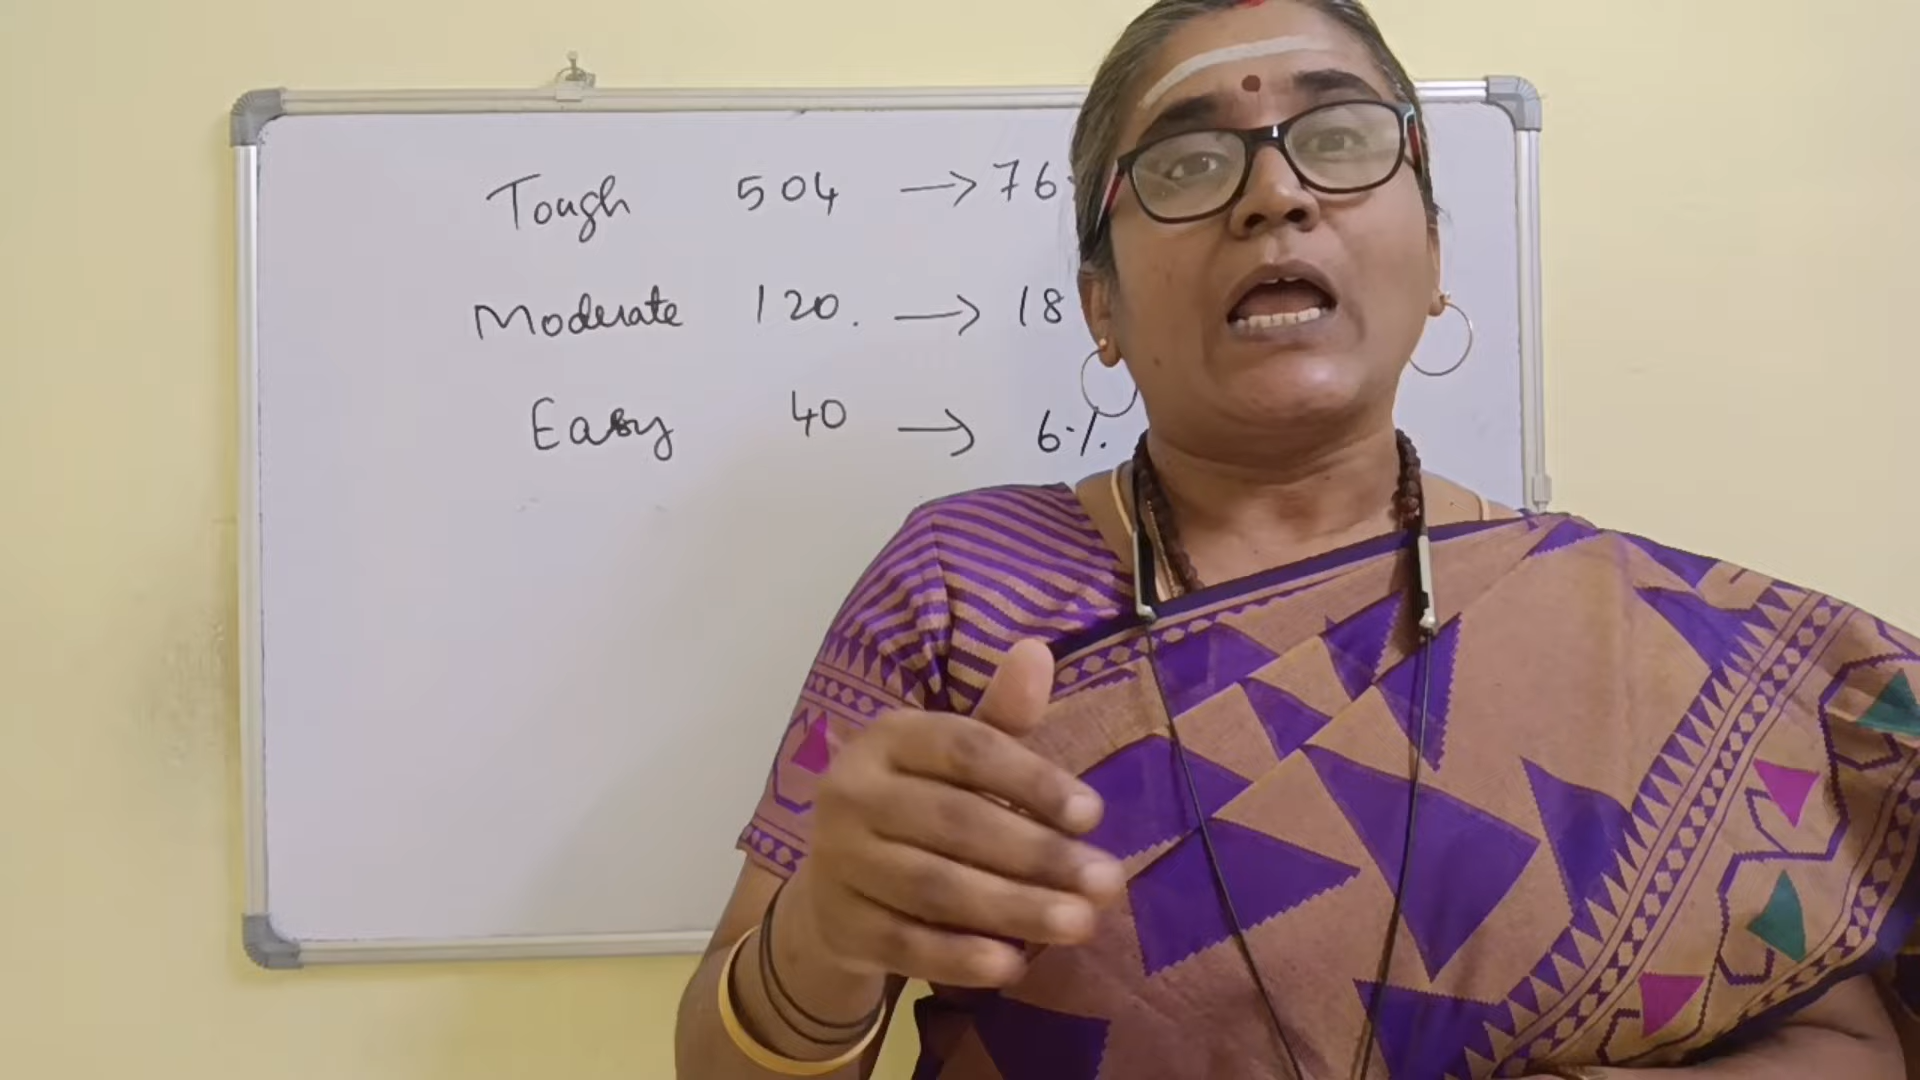 Tough 504 → 76
Moderate 120. → 18
Easy 40 → 6%